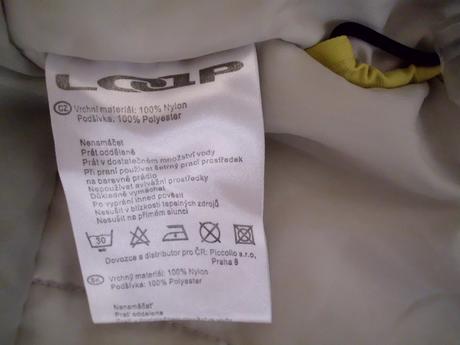 LOAP
CZ Vrchní materiál: 100% Nylon
Podšívka: 100% Polyester
Nenamáčet
Prát odděleně
Prát v dostatečném množství vody
Při praní používat šetrný prací prostředek
na barevné prádlo
Nepoužívat avivážní prostředky
Důkladně vymáchat
Po vyprání ihned pověsit
Nesušit v blízkosti tepelných zdrojů
Nesušit na přímém slunci
30
Dovozce a distributor pro ČR: Piccollo s.r.o,
Praha 8
SK Vrchný materiál: 100% Nylon
Podšívka: 100% Polyester
Nenamáčať
Prať oddelene